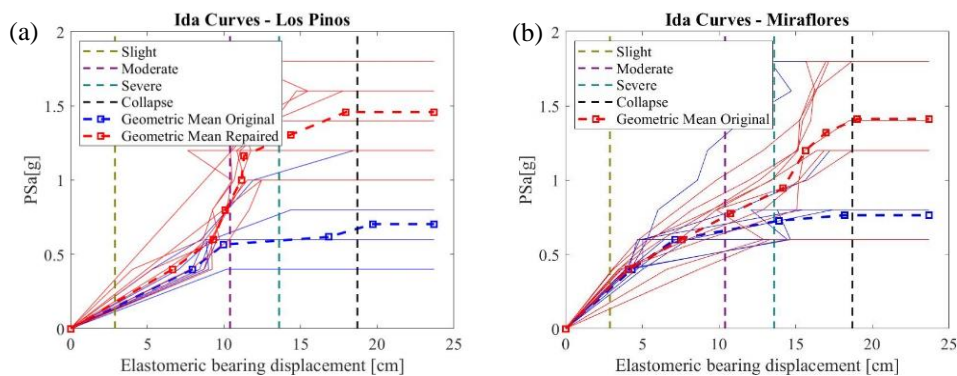 (a)
Ida Curves - Los Pinos
2
1.5
1
0.5
0
PSa[g]
Slight
Moderate
Severe
Collapse
Geometric Mean Original
Geometric Mean Repaired
0 5 10 15 20 25
Elastomeric bearing displacement [cm]
(b)
Ida Curves - Miraflores
2
1.5
1
0.5
0
PSa[g]
Slight
Moderate
Severe
Collapse
Geometric Mean Original
0 5 10 15 20 25
Elastomeric bearing displacement [cm]